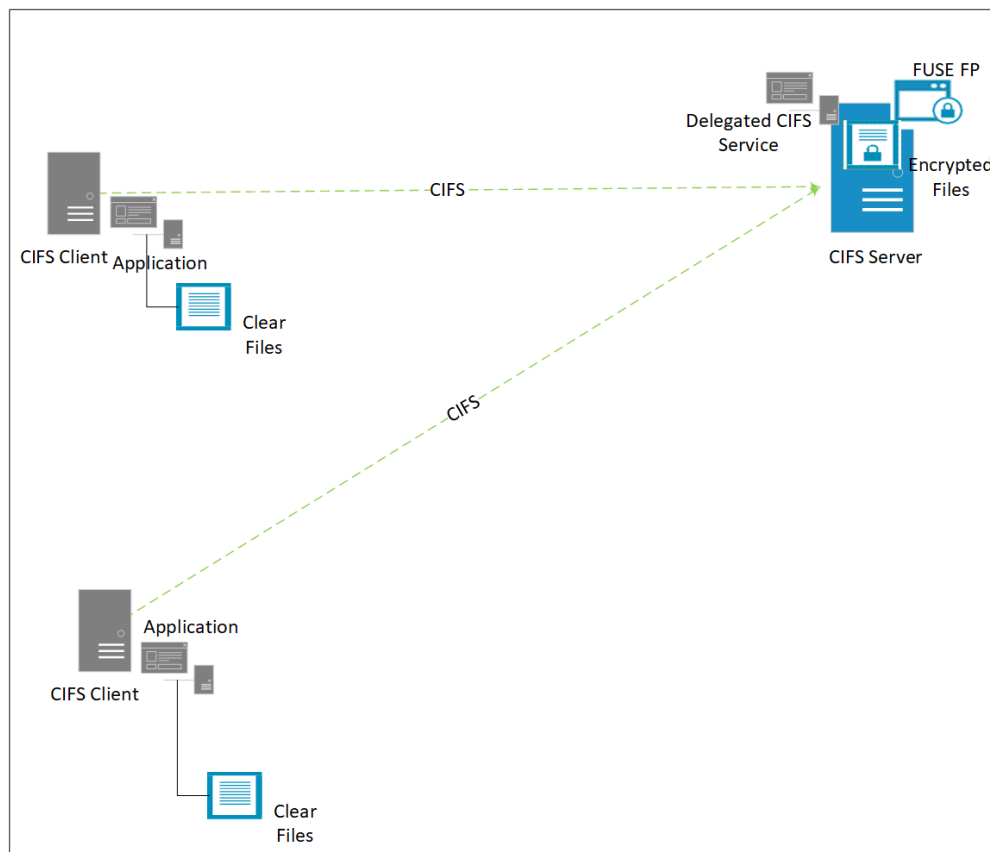 FUSE FP
Delegated CIFS
Service
Encrypted
Files
CIFS
CIFS Client
Application
CIFS Server
Clear
Files
CIFS
Application
CIFS Client
Clear
Files